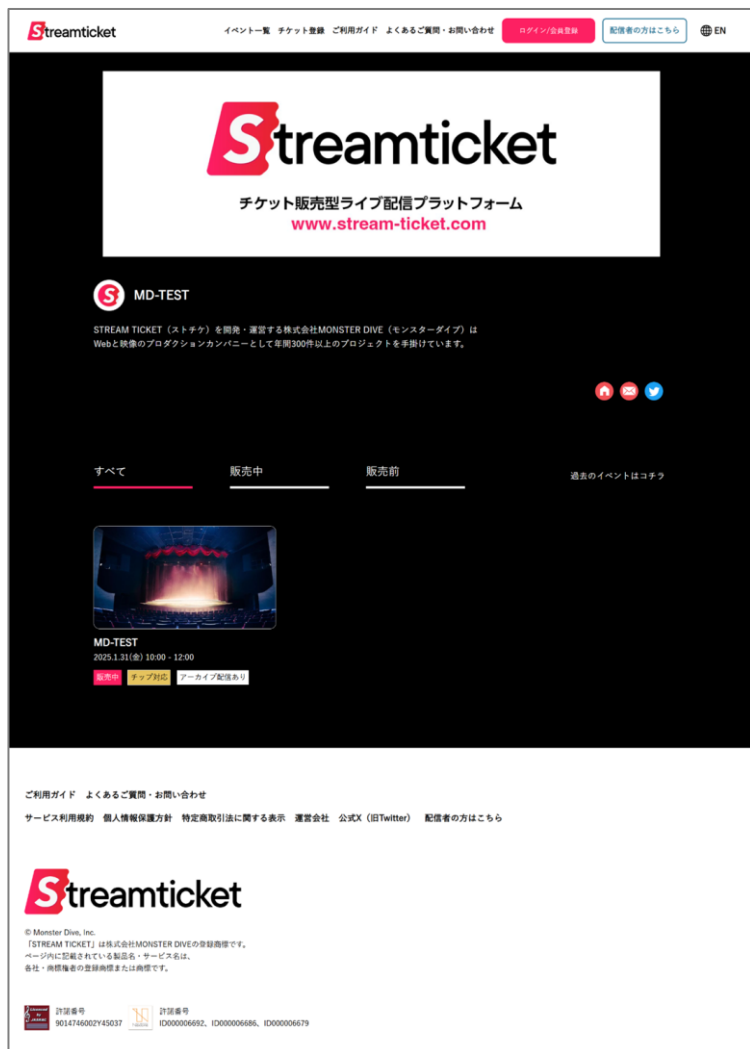 Streamticket
イベント一覧 チケット登録 ご利用ガイド よくあるご質問・お問い合わせ ログイン/会員登録 配信者の方はこちら EN
Streamticket
チケット販売型ライブ配信プラットフォーム
www.stream-ticket.com
MD-TEST
STREAM TICKET（ストチケ）を開発・運営する株式会社MONSTER DIVE（モンスターダイブ）は
Webと映像のプロダクションカンパニーとして年間300件以上のプロジェクトを手掛けています。
すべて 販売中 販売前 過去のイベントはコチラ
MD-TEST
2025.1.31(金) 10:00 - 12:00
販売中 チップ対応 アーカイブ配信あり
ご利用ガイド よくあるご質問・お問い合わせ
サービス利用規約 個人情報保護方針 特定商取引法に関する表示 運営会社 公式X（旧Twitter） 配信者の方はこちら
Streamticket
© Monster Dive, Inc.
「STREAM TICKET」は株式会社MONSTER DIVEの登録商標です。
ページ内に記載されている製品名・サービス名は、
各社・商標権者の登録商標または商標です。
許諾番号
9014746002Y45037
許諾番号
ID000006692、ID000006686、ID000006679